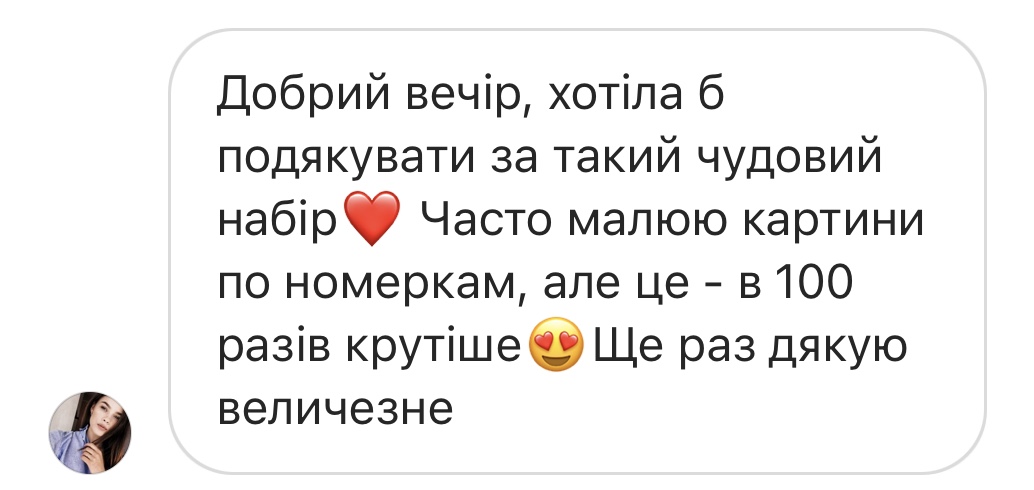 Добрий вечір, хотіла б
подякувати за такий чудовий
набір❤️ Часто малюю картини
по номеркам, але це - в 100
разів крутіше😍Ще раз дякую
величезне